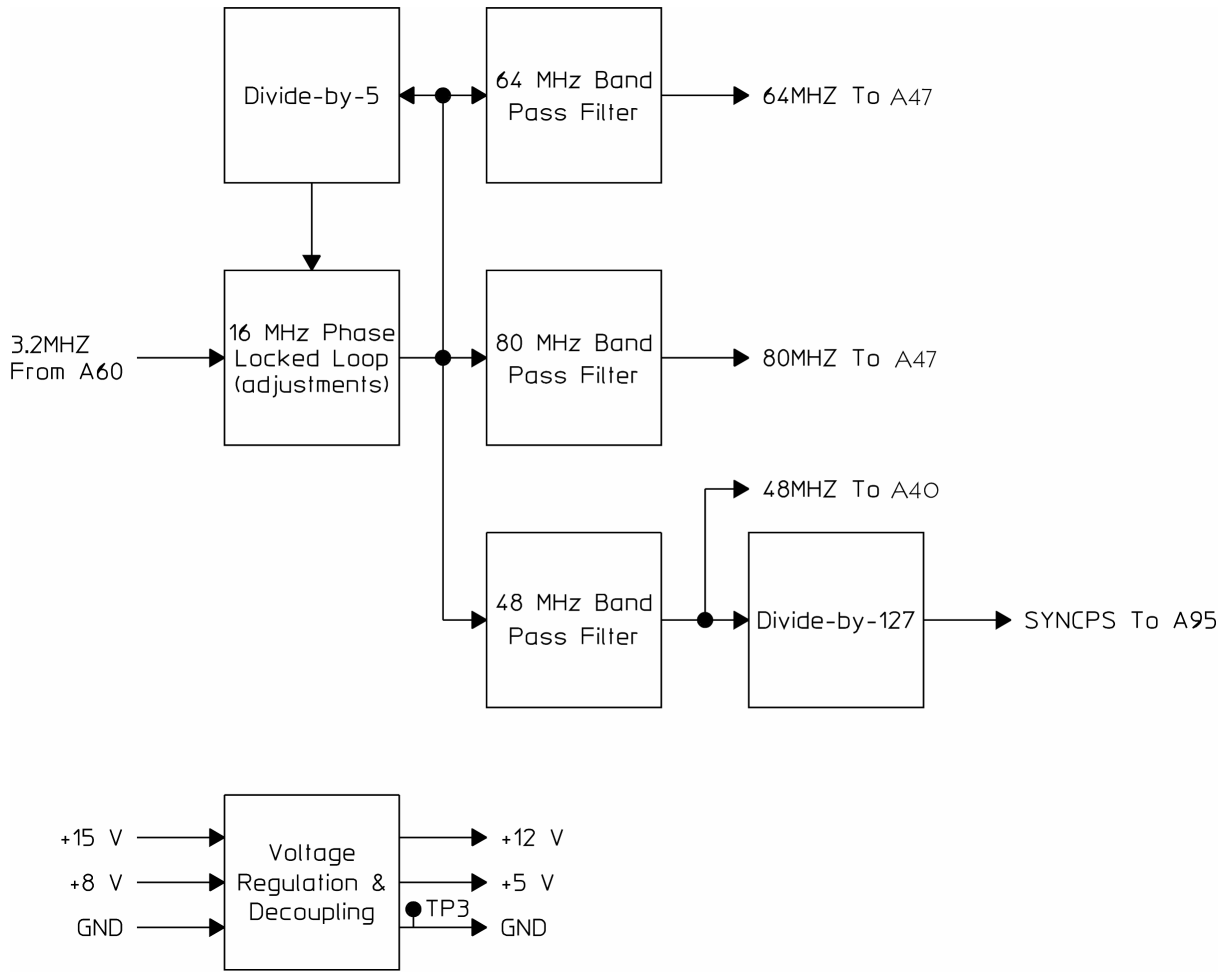 Divide-by-5
64 MHz Band
Pass Filter
64MHZ To A47
3.2MHZ
From A60
16 MHz Phase
Locked Loop
(adjustments)
80 MHz Band
Pass Filter
80MHZ To A47
48MHZ To A40
48 MHz Band
Pass Filter
Divide-by-127
SYNCPS To A95
+15 V
+8 V
GND
Voltage
Regulation &
Decoupling
+12 V
+5 V
TP3
GND